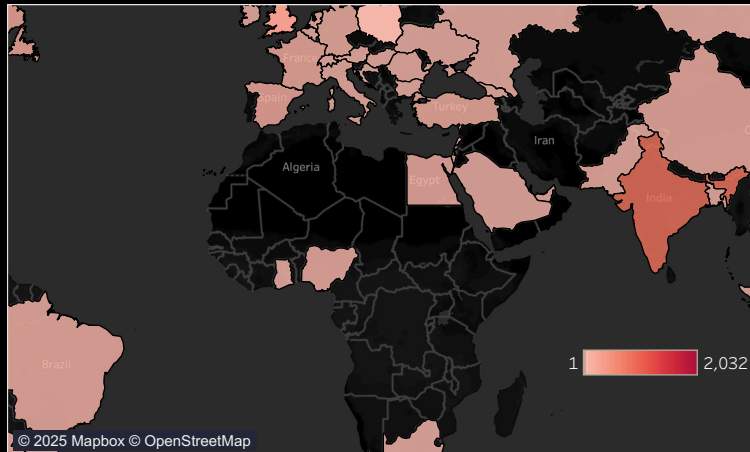 France
Spain
Turkey
Algeria
Iran
Egypt
India
Brazil
1
2,032
© 2025 Mapbox © OpenStreetMap